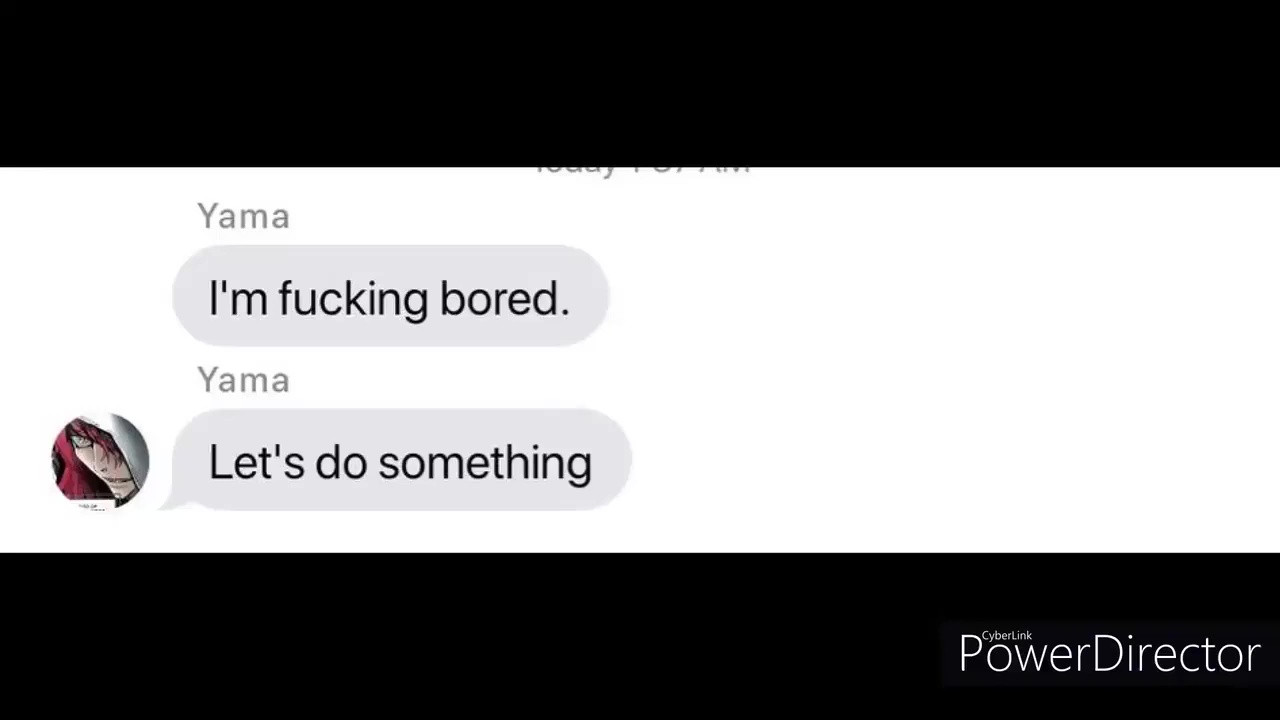 Yama
I'm fucking bored.
Yama
Let's do something
CyberLink
PowerDirector